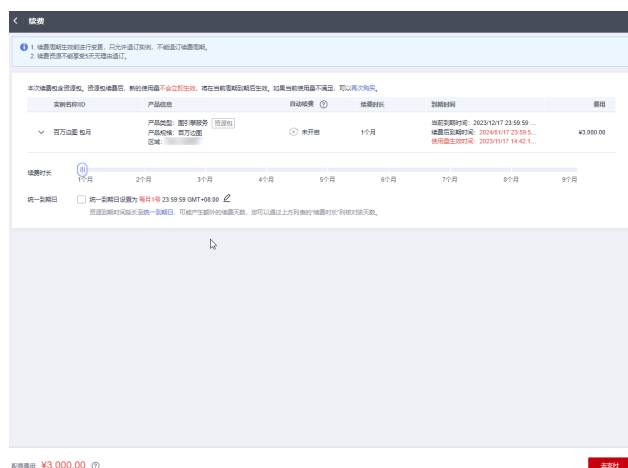 续费
1. 续费周期生效前进行变更，只允许退订实例，不能退订续费周期。
2. 续费资源不能享受5天无理由退订。
本次续费包含资源包。资源包续费后，新的使用量不会立即生效，将在当前周期到期后生效。如果当前使用量不满足，可以再次购买。
实例名称/ID 产品信息 自动续费 续费时长 到期时间 费用
百万边图 包月
产品类型：图引擎服务 资源包
产品规格：百万边图
区域：
未开启
1个月
当前到期时间：2023/12/17 23:59:59 ...
续费后到期时间：2024/01/17 23:59:5...
使用量生效时间：2023/11/17 14:42:1...
¥3,000.00
续费时长
1个月 2个月 3个月 4个月 5个月 6个月 7个月 8个月 9个月
统一到期日 统一到期日设置为 每月1号 23:59:59 GMT+08:00
资源到期时间延长至统一到期日，可能产生额外的续费天数，您可以通过上方列表的“续费时长”列核对该天数。
配置费用 ¥3,000.00
去支付